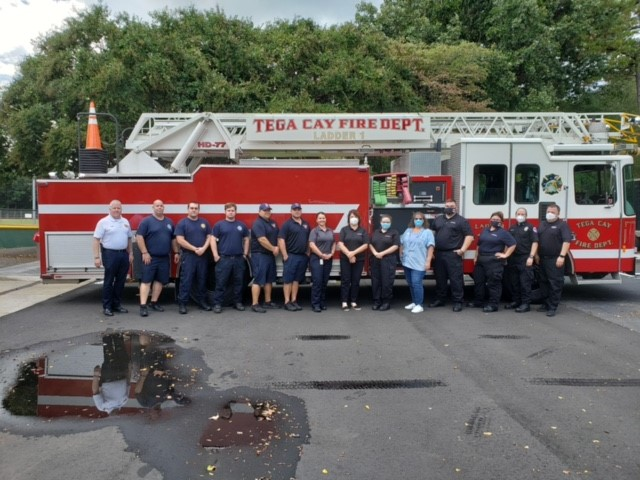 TEGA CAY FIRE DEPT.
LADDER 1
HD-77
TEGA CAY
FIRE DEPT.